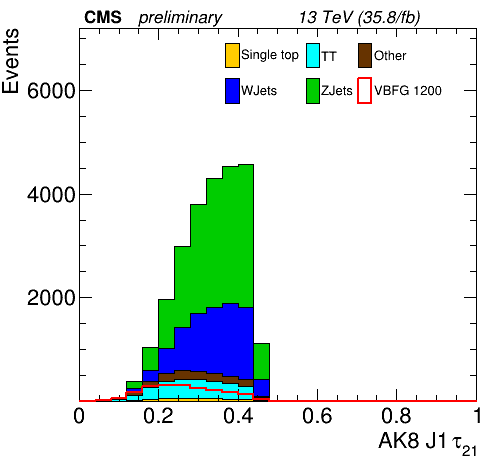 CMS preliminary 13 TeV (35.8/fb)
Events
Single top TT Other
WJets ZJets VBFG 1200
6000
4000
2000
0 0.2 0.4 0.6 0.8 1
AK8 J1 τ21